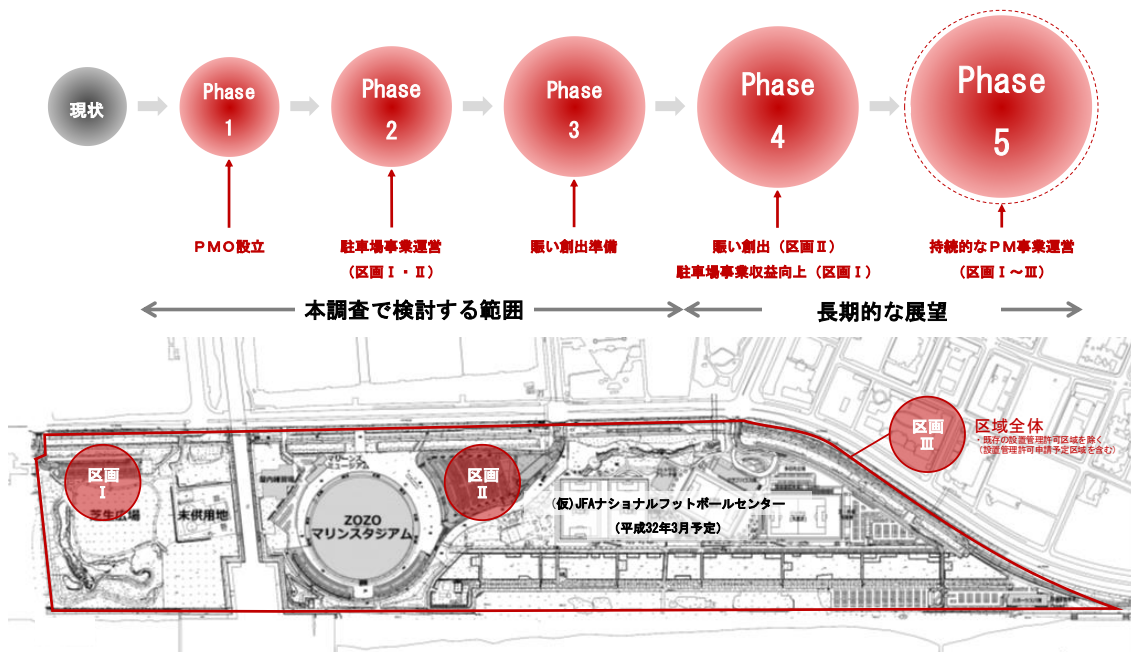 現状
Phase
1
Phase
2
Phase
3
Phase
4
Phase
5
PMO設立
駐車場事業運営
(区画Ⅰ・Ⅱ)
賑い創出準備
賑い創出(区画Ⅱ)
駐車場事業収益向上(区画Ⅰ)
持続的なPM事業運営
(区画Ⅰ~Ⅲ)
本調査で検討する範囲
長期的な展望
区画
Ⅰ
芝生広場
未供用地
屋内練習場
ZOZO
マリンスタジアム
区画
Ⅱ
(仮)JFAナショナルフットボールセンター
(平成32年3月予定)
区画
Ⅲ
区域全体
・既存の設置管理許可区域を除く
(設置管理許可申請予定区域を含む)